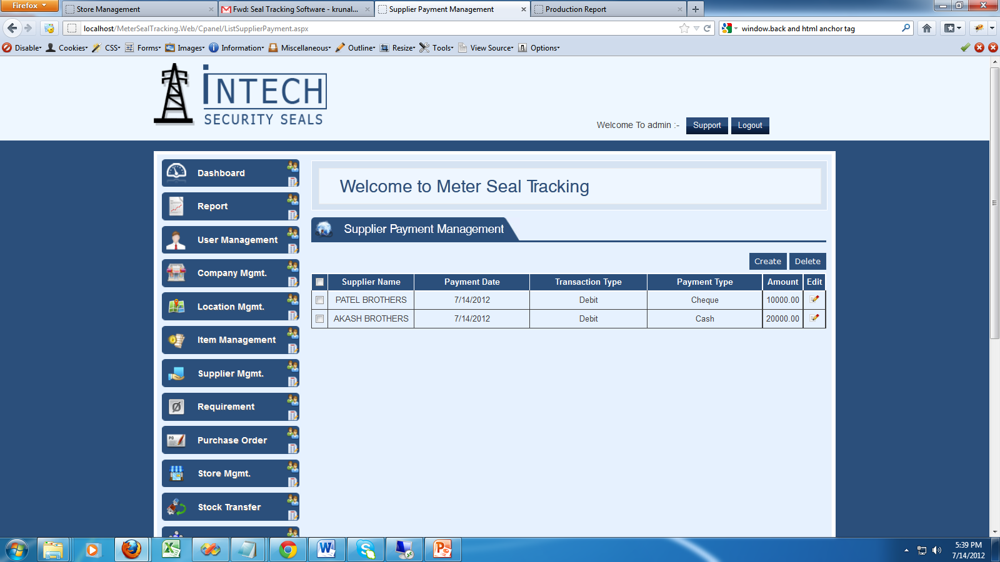 Firefox
Store Management
Fwd: Seal Tracking Software - krunal...
Supplier Payment Management
Production Report
localhost/MeterSealTracking.Web/Cpanel/ListSupplierPayment.aspx
window.back and html anchor tag
Disable Cookies CSS Forms Images Information Miscellaneous Outline Resize Tools View Source Options
INTECH
SECURITY SEALS
Welcome To admin :- Support Logout
Dashboard
Report
User Management
Company Mgmt.
Location Mgmt.
Item Management
Supplier Mgmt.
Requirement
Purchase Order
Store Mgmt.
Stock Transfer
Welcome to Meter Seal Tracking
Supplier Payment Management
Create Delete
Supplier Name Payment Date Transaction Type Payment Type Amount Edit
PATEL BROTHERS 7/14/2012 Debit Cheque 10000.00
AKASH BROTHERS 7/14/2012 Debit Cash 20000.00
5:39 PM
7/14/2012